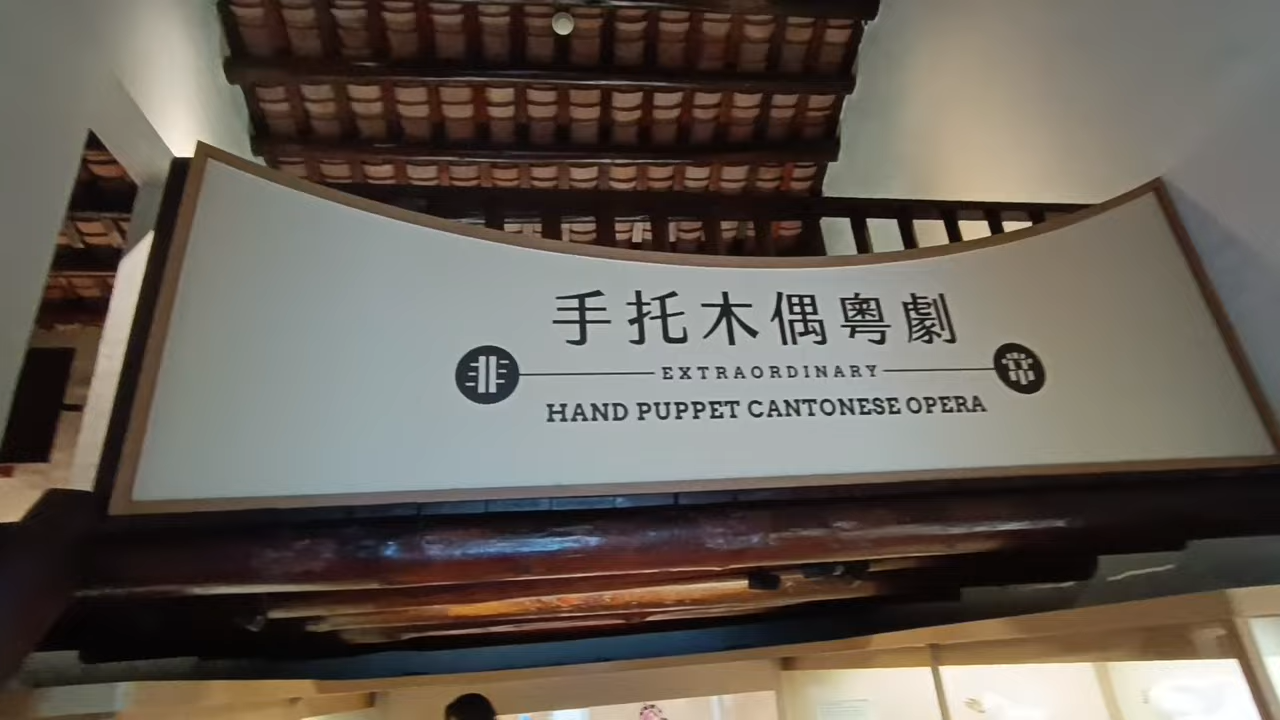 手托木偶粵劇
EXTRAORDINARY
HAND PUPPET CANTONESE OPERA